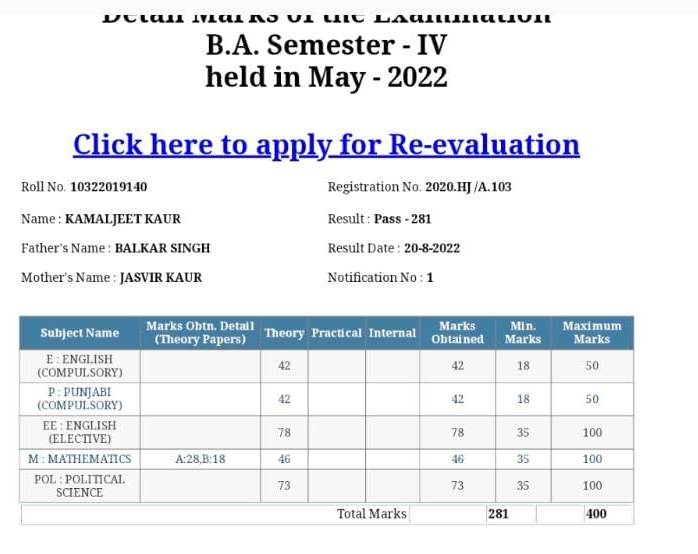 Detail Marks of the Examination
B.A. Semester - IV
held in May - 2022
Click here to apply for Re-evaluation
Roll No. 10322019140 Registration No. 2020.HJ /A.103
Name : KAMALJEET KAUR Result : Pass - 281
Father's Name : BALKAR SINGH Result Date : 20-8-2022
Mother's Name : JASVIR KAUR Notification No : 1
Subject Name Marks Obtn. Detail (Theory Papers) Theory Practical Internal Marks Obtained Min. Marks Maximum Marks
E : ENGLISH (COMPULSORY) 42 42 18 50
P : PUNJABI (COMPULSORY) 42 42 18 50
EE : ENGLISH (ELECTIVE) 78 78 35 100
M : MATHEMATICS A:28,B:18 46 46 35 100
POL : POLITICAL SCIENCE 73 73 35 100
Total Marks 281 400